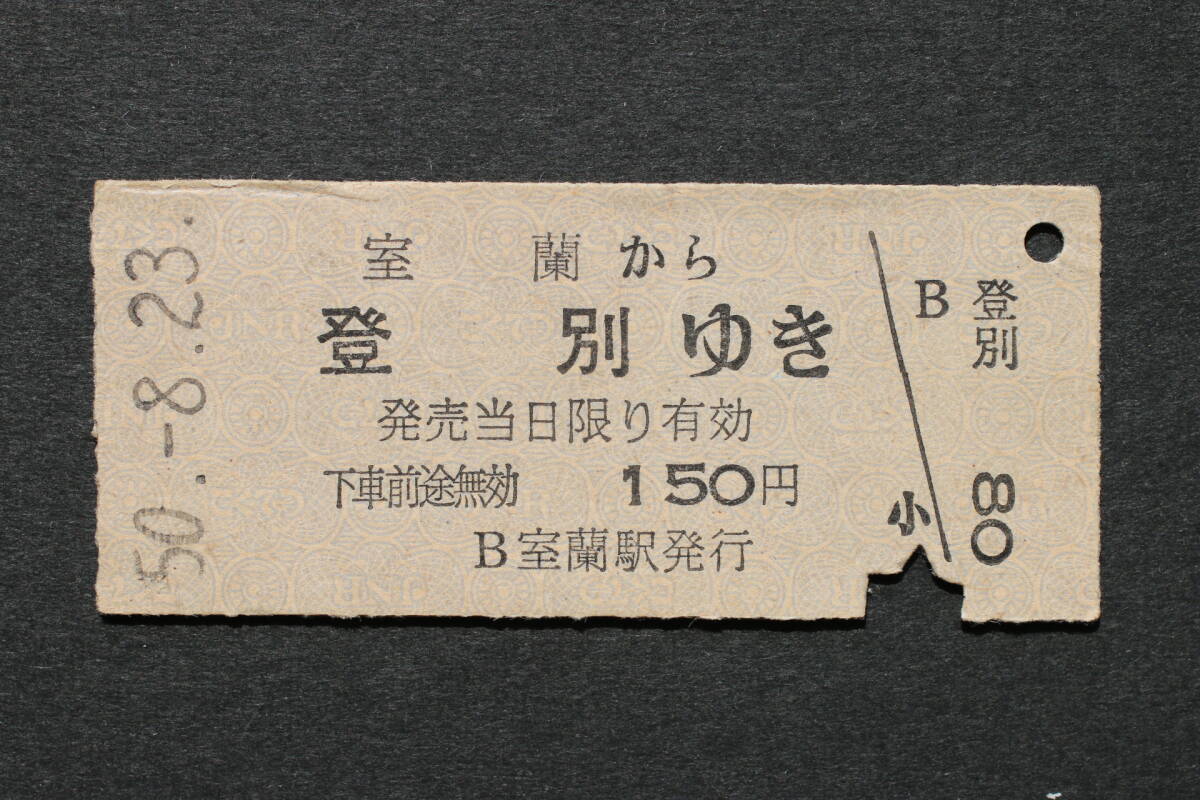 50.-8.23.
室蘭から
登別ゆき
発売当日限り有効
下車前途無効 150円
B室蘭駅発行
小
B
登別
80